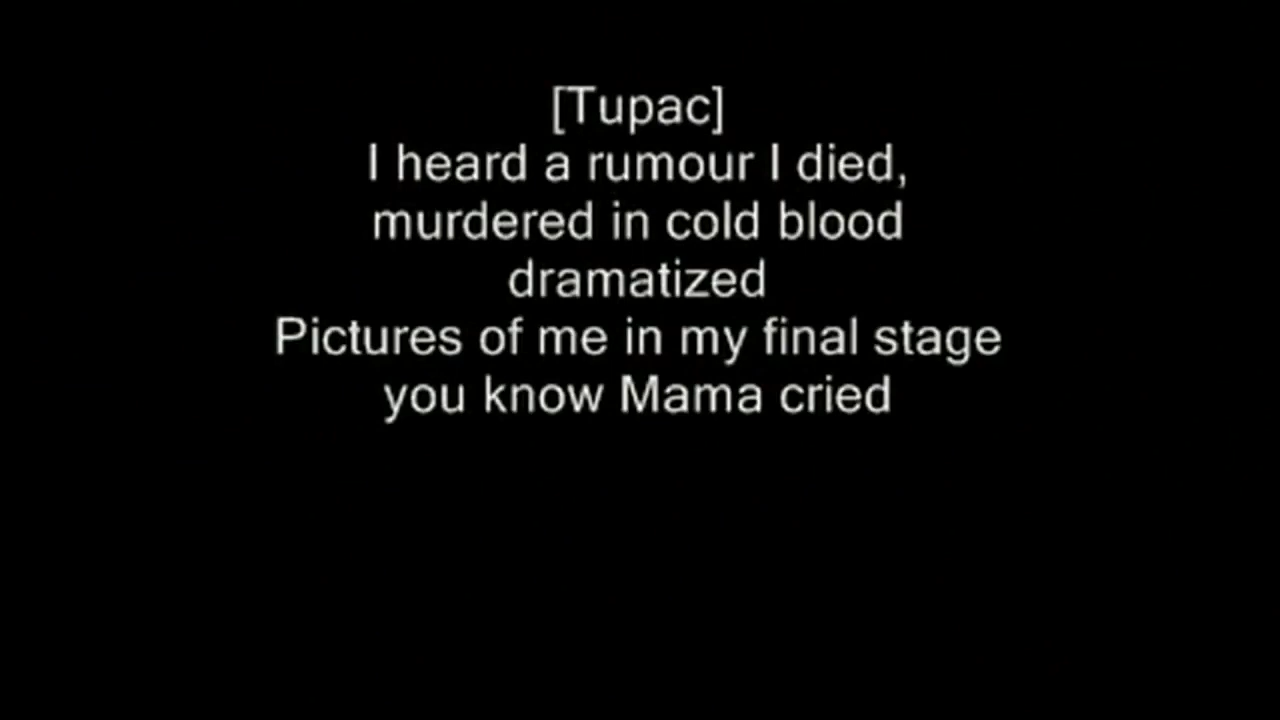 [Tupac]
I heard a rumour I died,
murdered in cold blood
dramatized
Pictures of me in my final stage
you know Mama cried